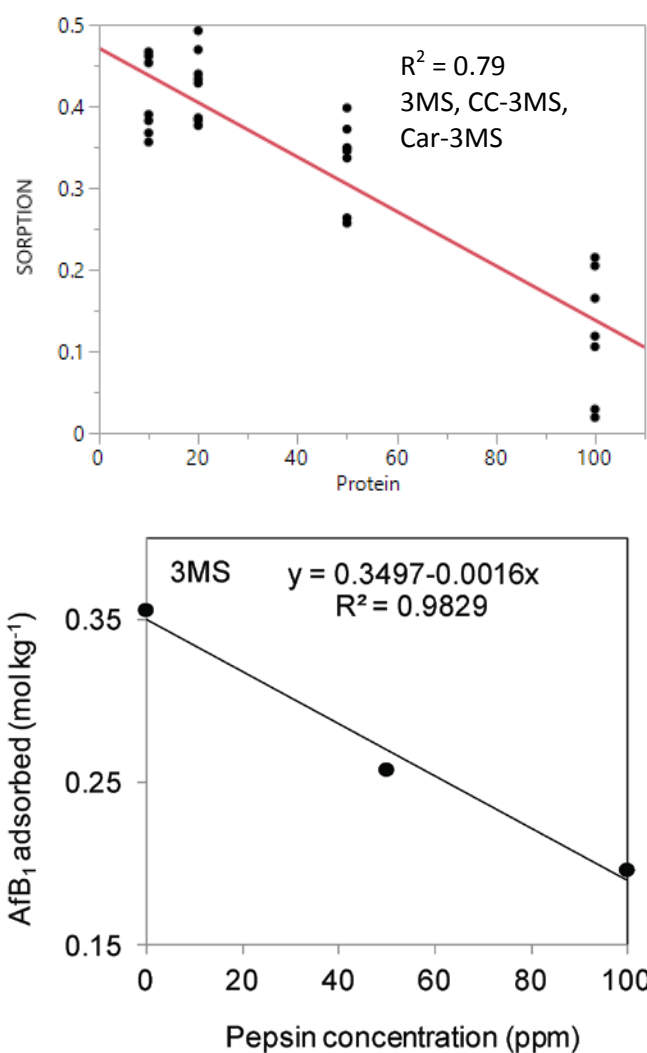 0.5
R² = 0.79
3MS, CC-3MS,
Car-3MS
0.4
0.3
SORPTION
0.2
0.1
0
0 20 40 60 80 100
Protein
3MS y = 0.3497-0.0016x
R² = 0.9829
0.35
AfB₁ adsorbed (mol kg⁻¹)
0.25
0.15
0 20 40 60 80 100
Pepsin concentration (ppm)